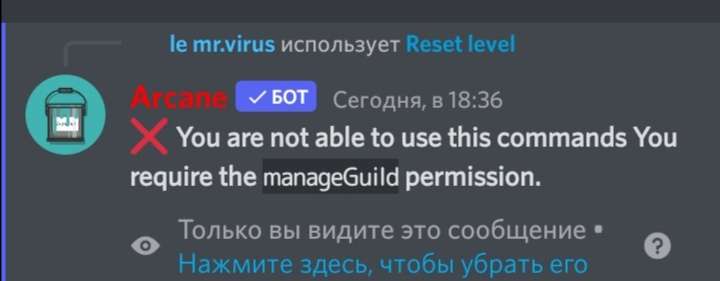 le mr.virus использует Reset level
Arcane ✓ БОТ Сегодня, в 18:36
❌ You are not able to use this commands You
require the manageGuild permission.
Только вы видите это сообщение •
Нажмите здесь, чтобы убрать его
?